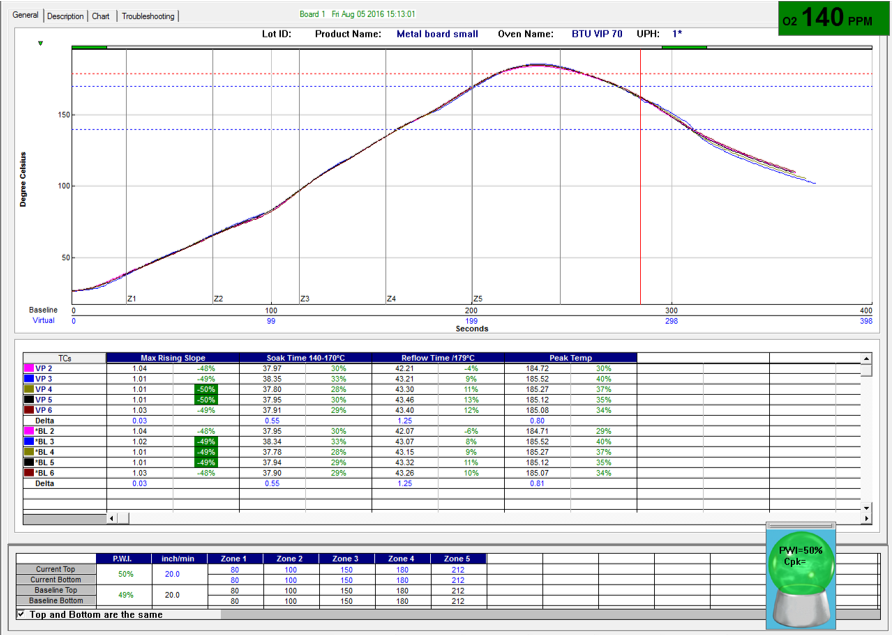 General Description Chart Troubleshooting Board 1 Fri Aug 05 2016 15:13:01
O2 140 PPM
Lot ID: Product Name: Metal board small Oven Name: BTU VIP 70 UPH: 1*
150
100
50
Degree Celsius
Z1 Z2 Z3 Z4 Z5
Baseline 0 100 200 300 400
Virtual 0 99 199 298 398
Seconds
TCs Max Rising Slope Soak Time 140-170ºC Reflow Time /179ºC Peak Temp
VP 2 1.04 -48% 37.97 30% 42.21 -4% 184.72 30%
VP 3 1.01 -49% 38.35 33% 43.21 9% 185.52 40%
VP 4 1.01 -50% 37.80 28% 43.30 11% 185.27 37%
VP 5 1.01 -50% 37.95 30% 43.46 13% 185.12 35%
VP 6 1.03 -49% 37.91 29% 43.40 12% 185.08 34%
Delta 0.03 0.55 1.25 0.80
*BL 2 1.04 -48% 37.95 30% 42.07 -6% 184.71 29%
*BL 3 1.02 -49% 38.34 33% 43.07 8% 185.52 40%
*BL 4 1.01 -49% 37.78 28% 43.15 9% 185.27 37%
*BL 5 1.01 -49% 37.94 29% 43.32 11% 185.12 35%
*BL 6 1.03 -48% 37.90 29% 43.26 10% 185.07 34%
Delta 0.03 0.55 1.25 0.81
P.W.I. inch/min Zone 1 Zone 2 Zone 3 Zone 4 Zone 5
Current Top 50% 20.0 80 100 150 180 212
Current Bottom 80 100 150 180 212
Baseline Top 49% 20.0 80 100 150 180 212
Baseline Bottom 80 100 150 180 212
Top and Bottom are the same
PWI=50%
Cpk=